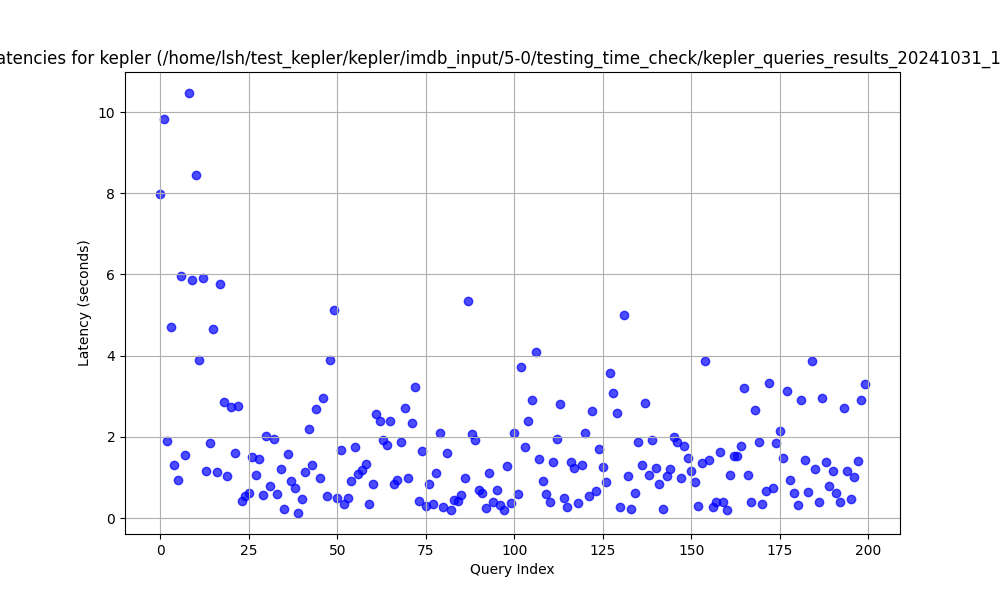 atencies for kepler (/home/lsh/test_kepler/kepler/imdb_input/5-0/testing_time_check/kepler_queries_results_20241031_1
10
8
6
4
2
0
Latency (seconds)
0 25 50 75 100 125 150 175 200
Query Index